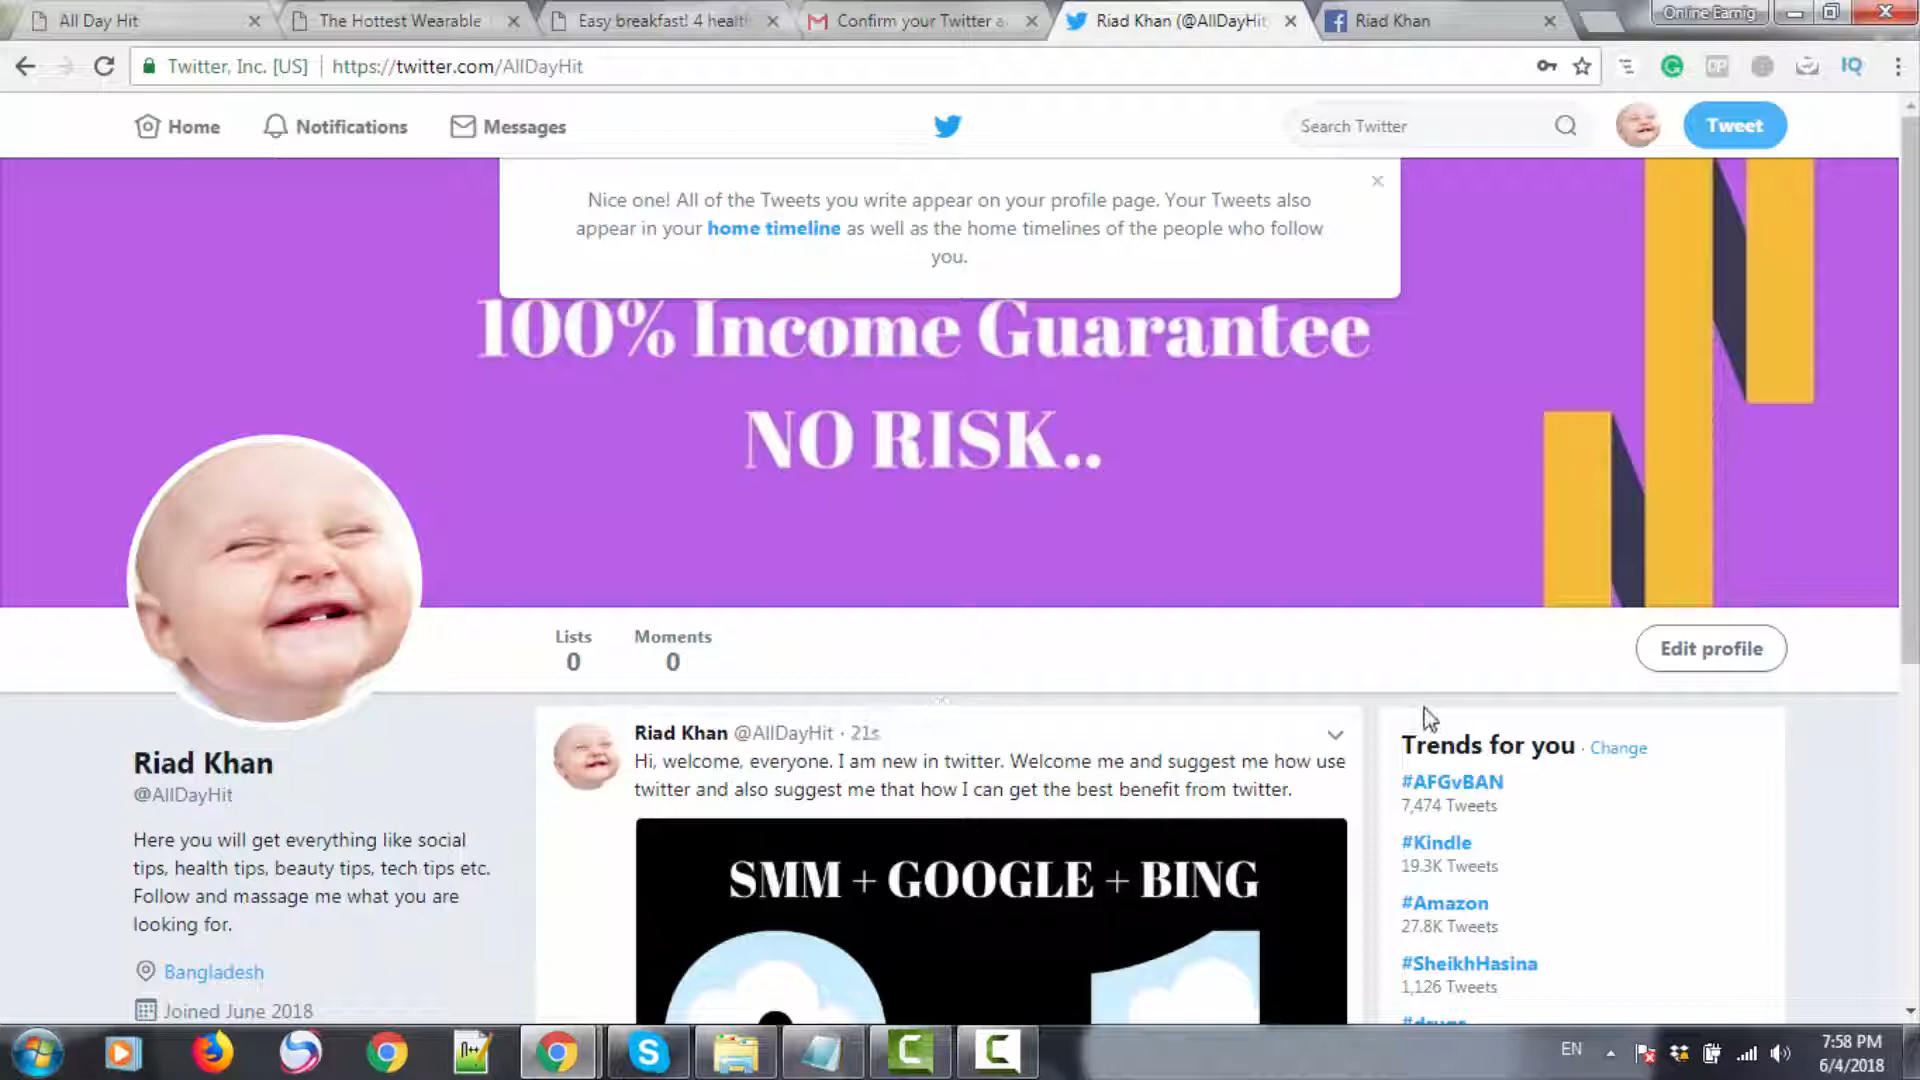 All Day Hit
The Hottest Wearable
Easy breakfast! 4 healt
Confirm your Twitter a
Riad Khan (@AllDayHit
Riad Khan
Online Earnig
Twitter, Inc. [US] | https://twitter.com/AllDayHit
Home
Notifications
Messages
Search Twitter
Tweet
Nice one! All of the Tweets you write appear on your profile page. Your Tweets also
appear in your home timeline as well as the home timelines of the people who follow
you.
100% Income Guarantee
NO RISK..
Lists
0
Moments
0
Edit profile
Riad Khan
@AllDayHit
Here you will get everything like social
tips, health tips, beauty tips, tech tips etc.
Follow and massage me what you are
looking for.
Bangladesh
Joined June 2018
Riad Khan @AllDayHit · 21s
Hi, welcome, everyone. I am new in twitter. Welcome me and suggest me how use
twitter and also suggest me that how I can get the best benefit from twitter.
SMM + GOOGLE + BING
Trends for you · Change
#AFGvBAN
7,474 Tweets
#Kindle
19.3K Tweets
#Amazon
27.8K Tweets
#SheikhHasina
1,126 Tweets
EN
7:58 PM
6/4/2018